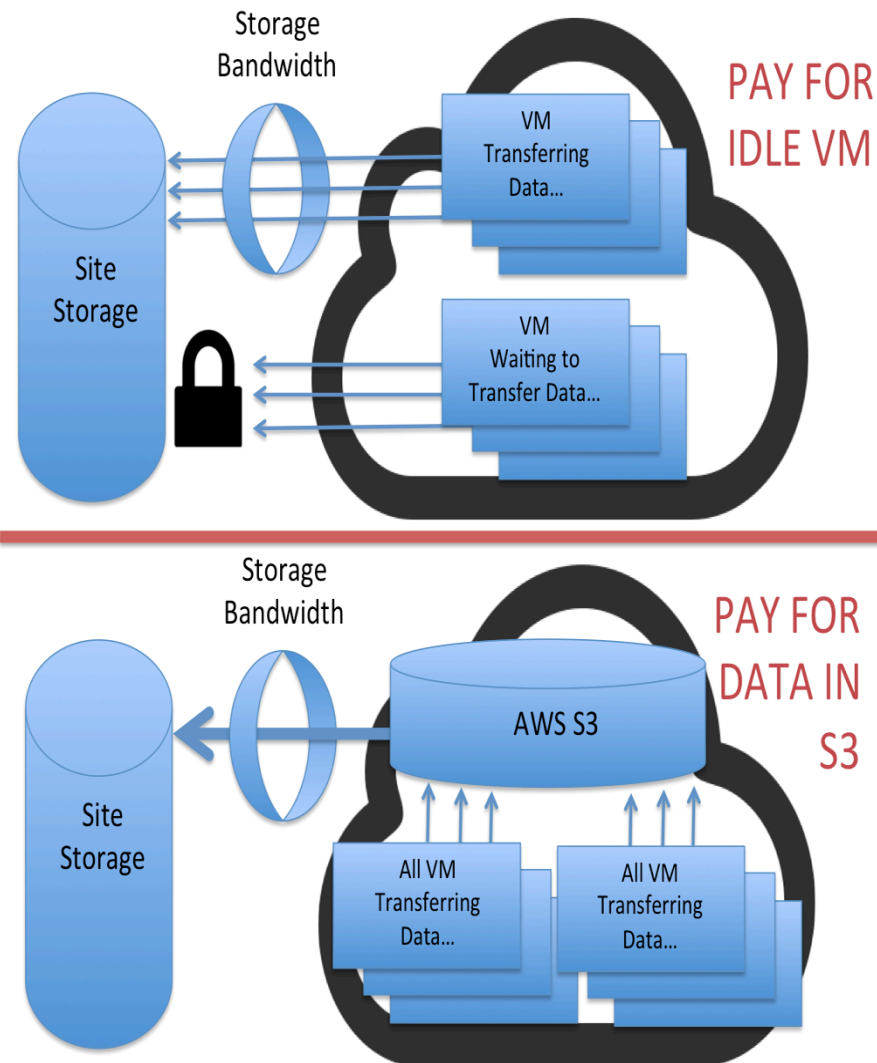 Storage
Bandwidth
PAY FOR
IDLE VM
VM
Transferring
Data...
Site
Storage
VM
Waiting to
Transfer Data...
Storage
Bandwidth
PAY FOR
DATA IN
S3
AWS S3
Site
Storage
All VM
Transferring
Data...
All VM
Transferring
Data...